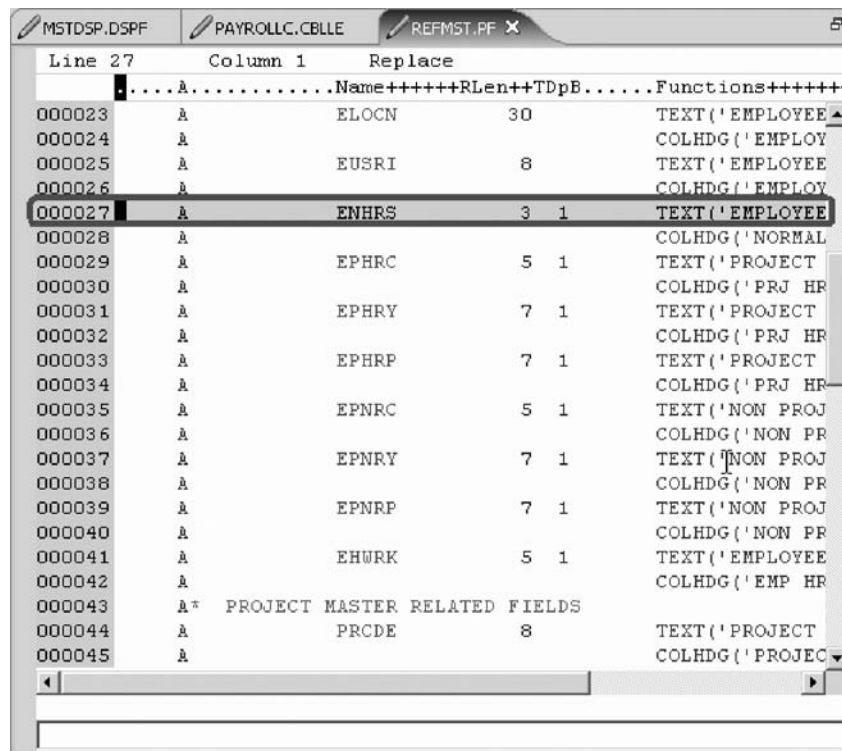 MSTDSP.DSPF PAYROLLC.CBLLE REFMST.PF
Line 27 Column 1 Replace
.....A............Name++++++RLen++TDpB......Functions++++++
000023 A ELOCN 30 TEXT('EMPLOYEE
000024 A COLHDG('EMPLOY
000025 A EUSRI 8 TEXT('EMPLOYEE
000026 A COLHDG('EMPLOY
000027 A ENHRS 3 1 TEXT('EMPLOYEE
000028 A COLHDG('NORMAL
000029 A EPHRC 5 1 TEXT('PROJECT
000030 A COLHDG('PRJ HR
000031 A EPHRY 7 1 TEXT('PROJECT
000032 A COLHDG('PRJ HR
000033 A EPHRP 7 1 TEXT('PROJECT
000034 A COLHDG('PRJ HR
000035 A EPNRC 5 1 TEXT('NON PROJ
000036 A COLHDG('NON PR
000037 A EPNRY 7 1 TEXT('NON PROJ
000038 A COLHDG('NON PR
000039 A EPNRP 7 1 TEXT('NON PROJ
000040 A COLHDG('NON PR
000041 A EHWRK 5 1 TEXT('EMPLOYEE
000042 A COLHDG('EMP HR
000043 A* PROJECT MASTER RELATED FIELDS
000044 A PRCDE 8 TEXT('PROJECT
000045 A COLHDG('PROJEC